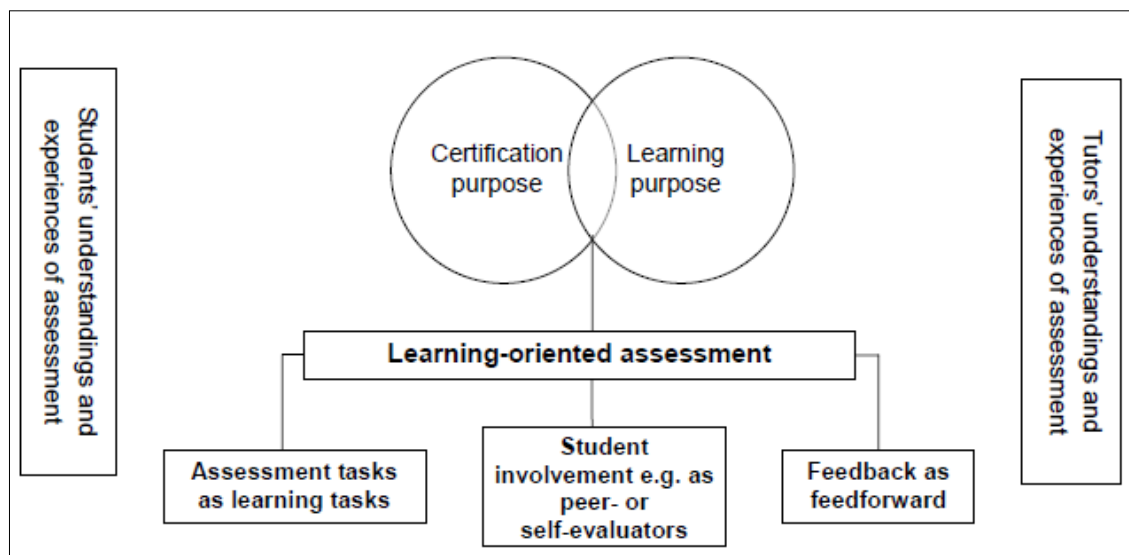 Students' understandings and
experiences of assessment
Certification
purpose
Learning
purpose
Tutors' understandings and
experiences of assessment
Learning-oriented assessment
Assessment tasks
as learning tasks
Student
involvement e.g. as
peer- or
self-evaluators
Feedback as
feedforward